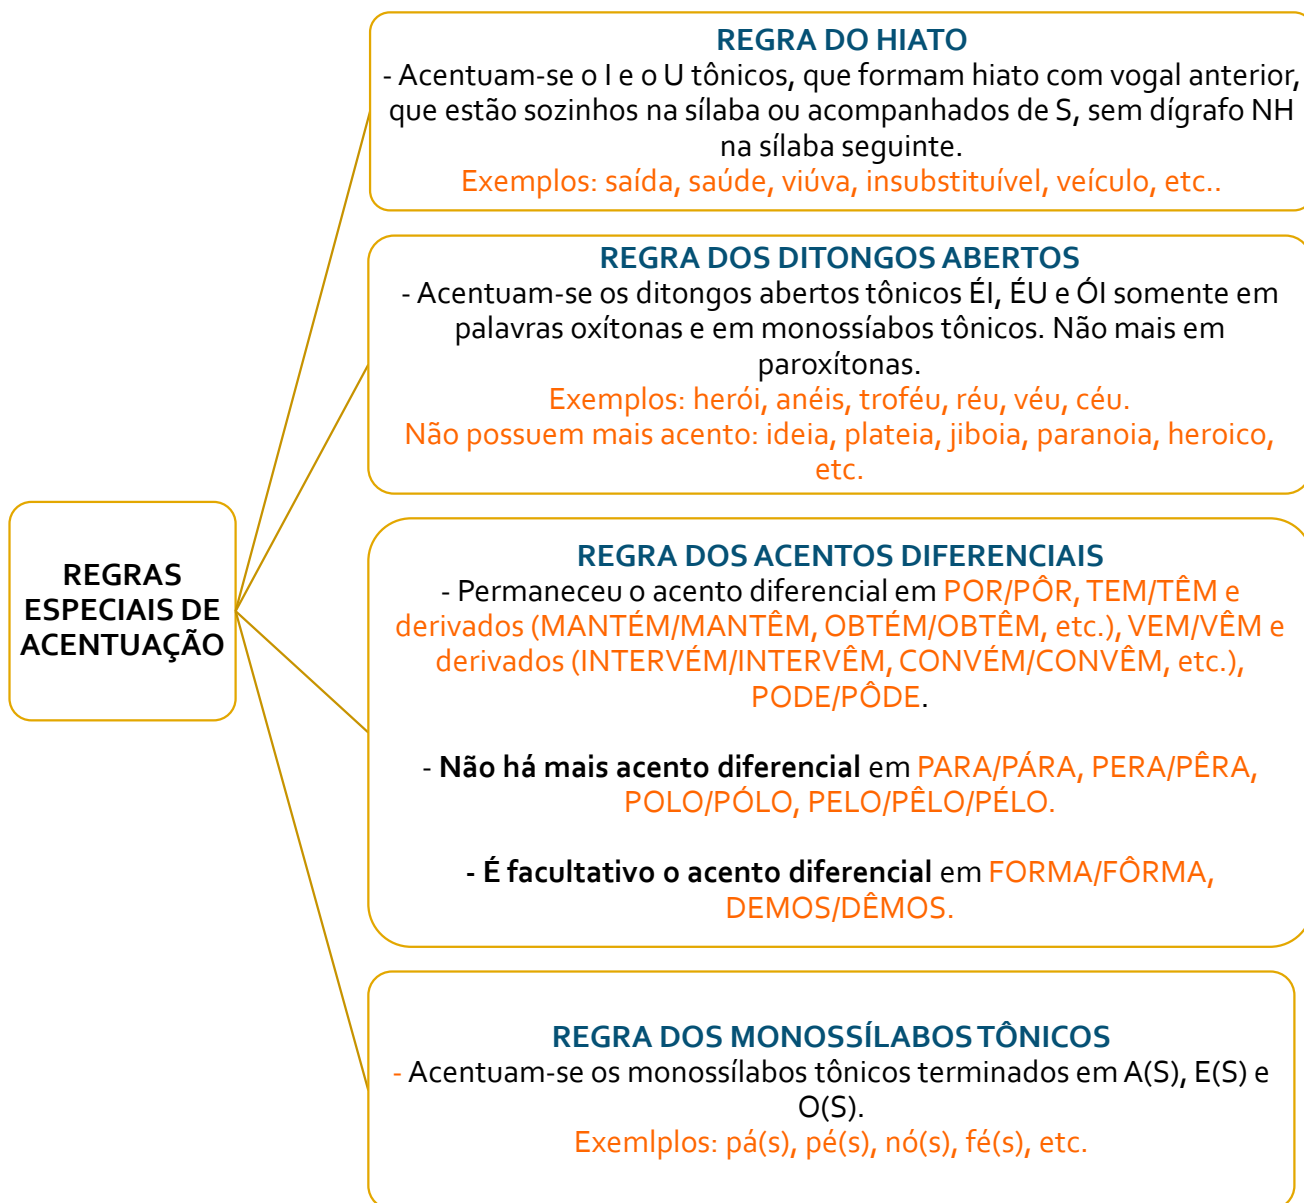 REGRAS
ESPECIAIS DE
ACENTUAÇÃO
REGRA DO HIATO
- Acentuam-se o I e o U tônicos, que formam hiato com vogal anterior,
que estão sozinhos na sílaba ou acompanhados de S, sem dígrafo NH
na sílaba seguinte.
Exemplos: saída, saúde, viúva, insubstituível, veículo, etc..
REGRA DOS DITONGOS ABERTOS
- Acentuam-se os ditongos abertos tônicos ÉI, ÉU e ÓI somente em
palavras oxítonas e em monossíabos tônicos. Não mais em
paroxítonas.
Exemplos: herói, anéis, troféu, réu, véu, céu.
Não possuem mais acento: ideia, plateia, jiboia, paranoia, heroico,
etc.
REGRA DOS ACENTOS DIFERENCIAIS
- Permaneceu o acento diferencial em POR/PÔR, TEM/TÊM e
derivados (MANTÉM/MANTÊM, OBTÉM/OBTÊM, etc.), VEM/VÊM e
derivados (INTERVÉM/INTERVÊM, CONVÉM/CONVÊM, etc.),
PODE/PÔDE.
- Não há mais acento diferencial em PARA/PÁRA, PERA/PÊRA,
POLO/PÓLO, PELO/PÊLO/PÉLO.
- É facultativo o acento diferencial em FORMA/FÔRMA,
DEMOS/DÊMOS.
REGRA DOS MONOSSÍLABOS TÔNICOS
- Acentuam-se os monossílabos tônicos terminados em A(S), E(S) e
O(S).
Exemlplos: pá(s), pé(s), nó(s), fé(s), etc.